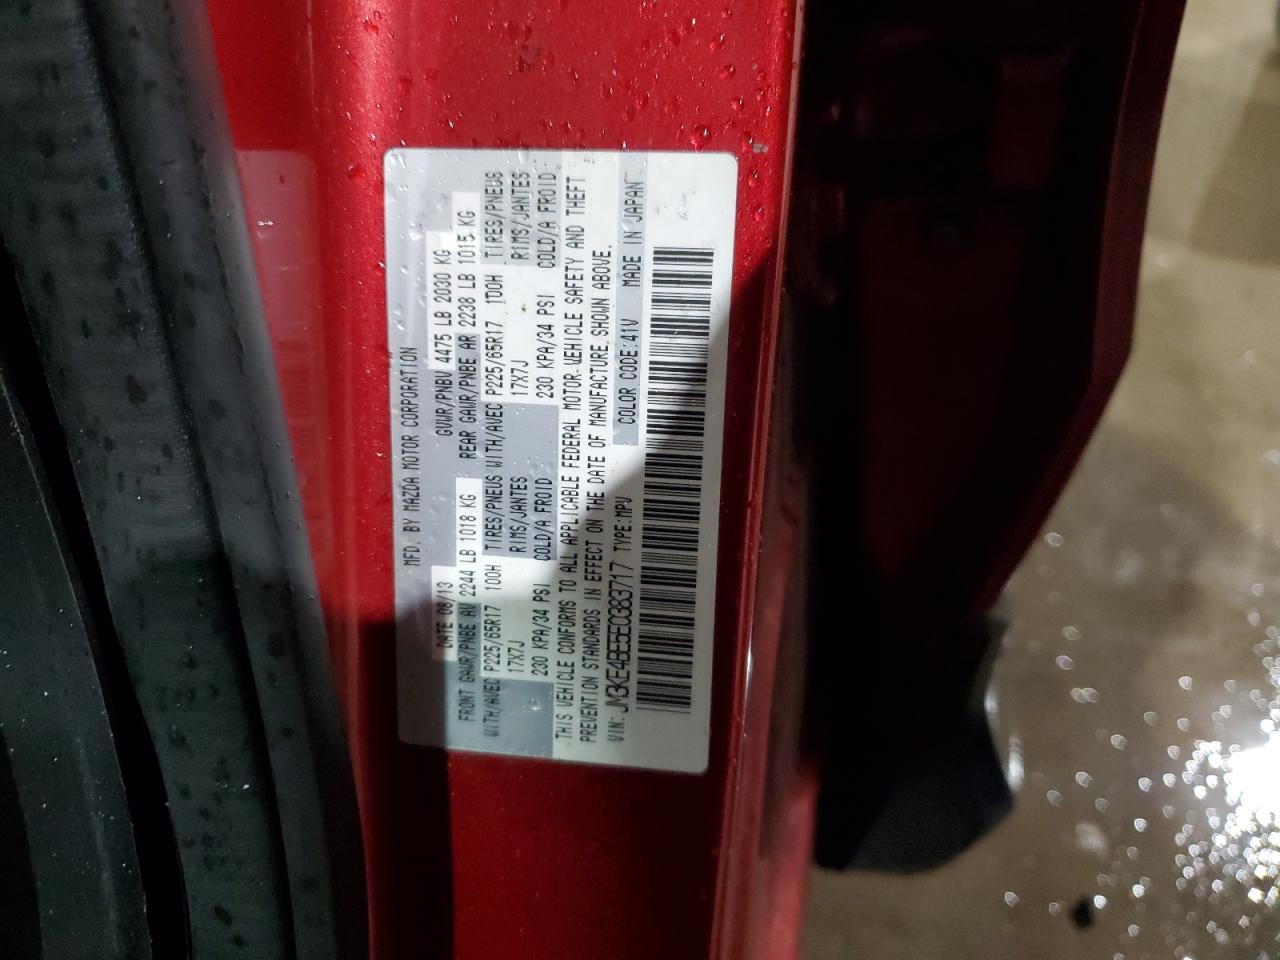 MFD. BY MAZDA MOTOR CORPORATION
DATE 08/13 GVWR/PNBV 4475 LB 2030 KG
FRONT GAWR/PNBE AV 2244 LB 1018 KG REAR GAWR/PNBE AR 2238 LB 1015 KG
WITH/AVEC P225/65R17 100H TIRES/PNEUS WITH/AVEC P225/65R17 100H TIRES/PNEUS
17X7J RIMS/JANTES 17X7J RIMS/JANTES
230 KPA/34 PSI COLD/A FROID 230 KPA/34 PSI COLD/A FROID
THIS VEHICLE CONFORMS TO ALL APPLICABLE FEDERAL MOTOR-VEHICLE SAFETY AND THEFT
PREVENTION STANDARDS IN EFFECT ON THE DATE OF MANUFACTURE SHOWN ABOVE.
VIN: JM3KE4BE5E0383717 TYPE:MPV COLOR CODE:41V MADE IN JAPAN